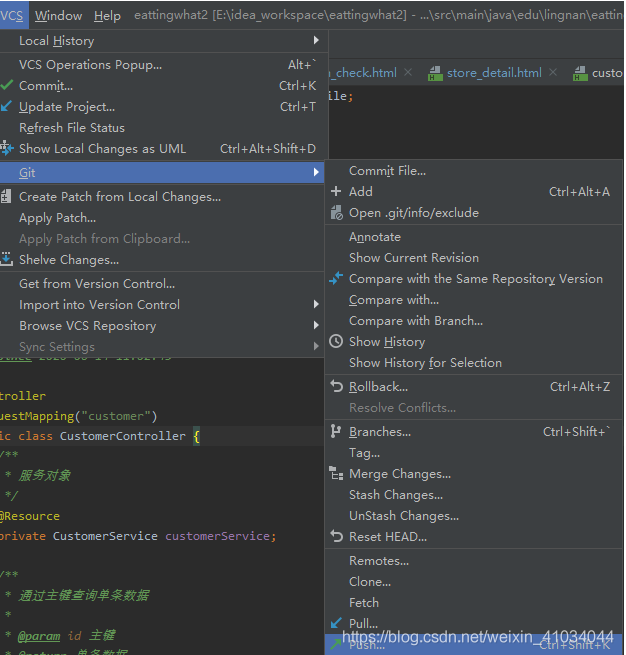 VCS Window Help eattingwhat2 [E:\idea_workspace\eattingwhat2] - ...\src\main\java\edu\lingnan\eattin
Local History
VCS Operations Popup... Alt+`
Commit... Ctrl+K
Update Project... Ctrl+T
Refresh File Status
Show Local Changes as UML Ctrl+Alt+Shift+D
Git
Create Patch from Local Changes...
Apply Patch...
Apply Patch from Clipboard...
Shelve Changes...
Get from Version Control...
Import into Version Control
Browse VCS Repository
Sync Settings
_check.html store_detail.html custo
ile;
Commit File...
Add Ctrl+Alt+A
Open .git/info/exclude
Annotate
Show Current Revision
Compare with the Same Repository Version
Compare with...
Compare with Branch...
Show History
Show History for Selection
Rollback... Ctrl+Alt+Z
Resolve Conflicts...
Branches... Ctrl+Shift+`
Tag...
Merge Changes...
Stash Changes...
UnStash Changes...
Reset HEAD...
Remotes...
Clone...
Fetch
Pull...
Push... Ctrl+Shift+K
troller
uestMapping("customer")
ic class CustomerController {
/**
* 服务对象
*/
@Resource
private CustomerService customerService;
/**
* 通过主键查询单条数据
*
* @param id 主键
* @return 单条数据
https://blog.csdn.net/weixin_41034044